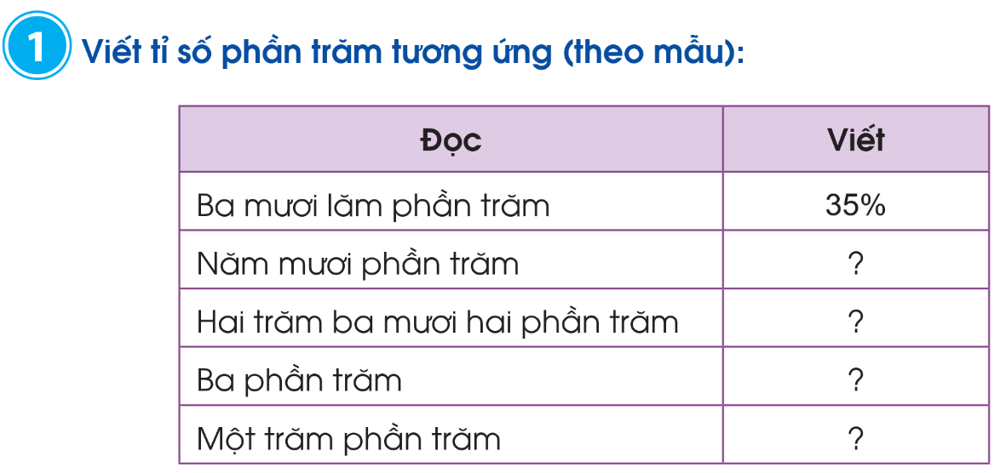 1 Viết tỉ số phần trăm tương ứng (theo mẫu):
Đọc Viết
Ba mươi lăm phần trăm 35%
Năm mươi phần trăm ?
Hai trăm ba mươi hai phần trăm ?
Ba phần trăm ?
Một trăm phần trăm ?